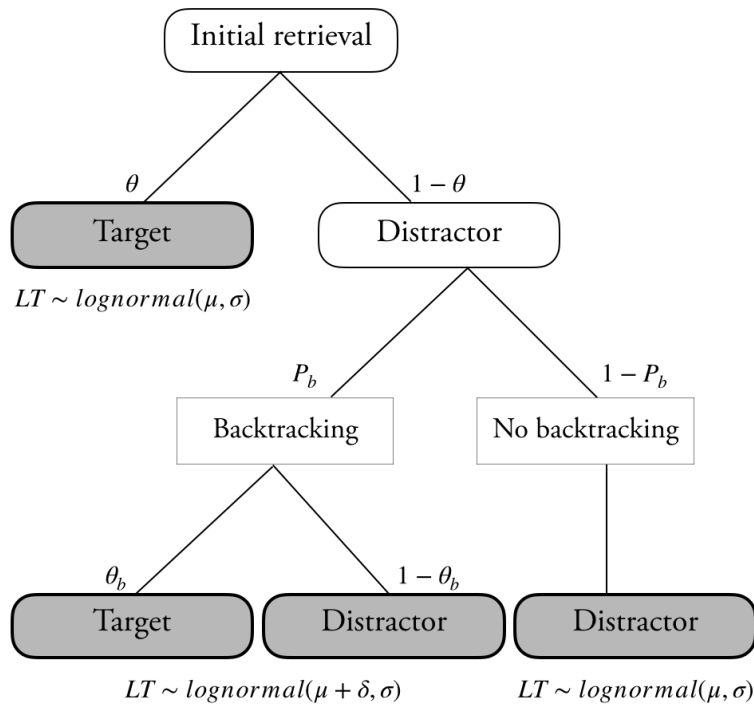 Initial retrieval
θ
1 − θ
Target
Distractor
LT ∼ lognormal(μ, σ)
P_b
1 − P_b
Backtracking
No backtracking
θ_b
1 − θ_b
Target
Distractor
Distractor
LT ∼ lognormal(μ + δ, σ)
LT ∼ lognormal(μ, σ)